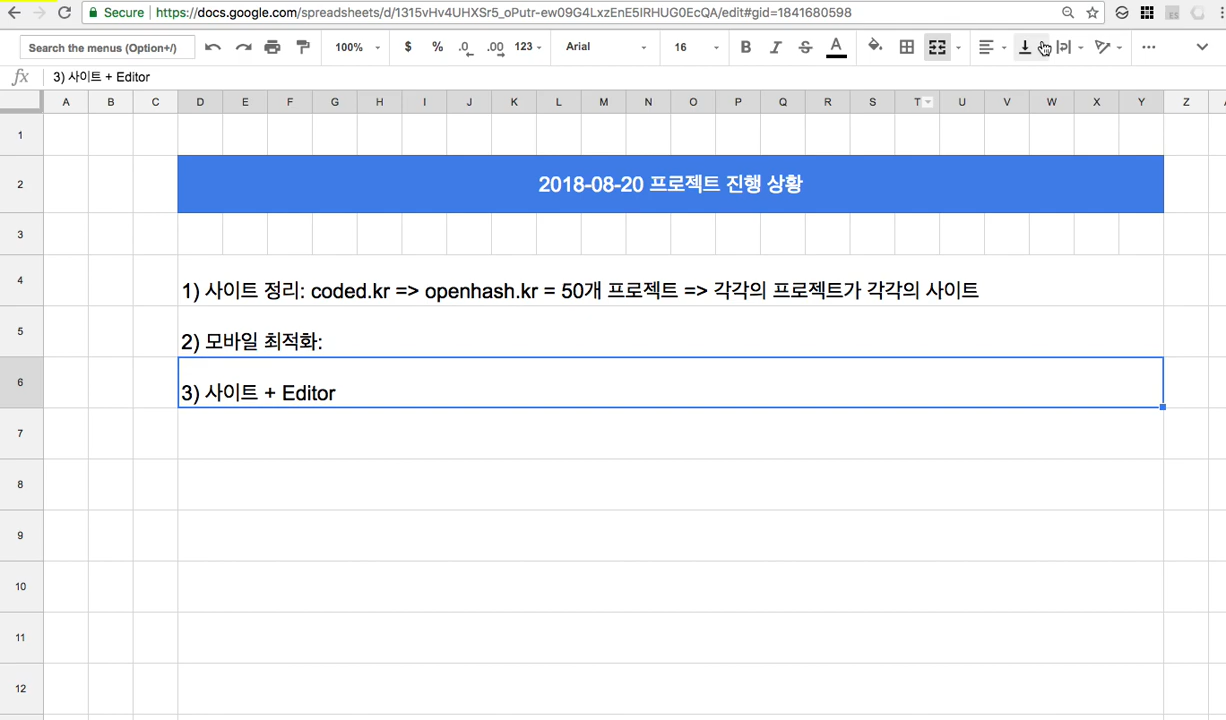 Secure https://docs.google.com/spreadsheets/d/1315vHv4UHXSr5_oPutr-ew09G4LxzEnE5IRHUG0EcQA/edit#gid=1841680598
Search the menus (Option+/) 100% $ % .0 .00 123 Arial 16 B I S A
fx 3) 사이트 + Editor
A B C D E F G H I J K L M N O P Q R S T U V W X Y Z
1
2 2018-08-20 프로젝트 진행 상황
3
4 1) 사이트 정리: coded.kr => openhash.kr = 50개 프로젝트 => 각각의 프로젝트가 각각의 사이트
5 2) 모바일 최적화:
6 3) 사이트 + Editor
7
8
9
10
11
12